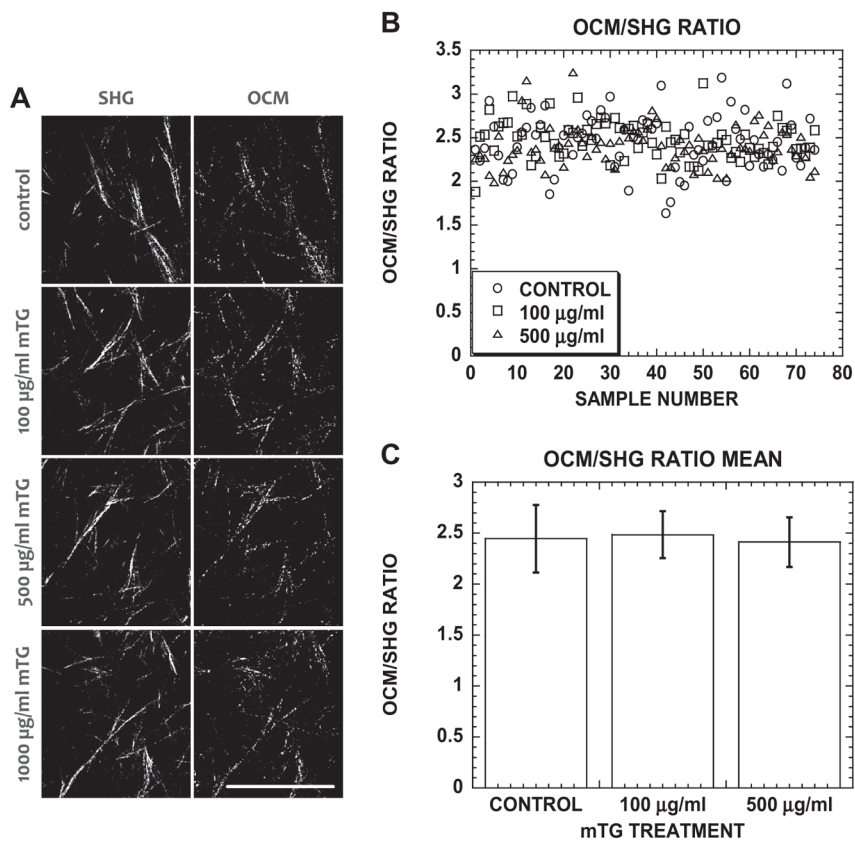 A
SHG OCM
control
100 µg/ml mTG
500 µg/ml mTG
1000 µg/ml mTG
B
OCM/SHG RATIO
OCM/SHG RATIO
3.5
3
2.5
2
1.5
1
0.5
0
CONTROL
100 µg/ml
500 µg/ml
0 10 20 30 40 50 60 70 80
SAMPLE NUMBER
C
OCM/SHG RATIO MEAN
OCM/SHG RATIO
3
2.5
2
1.5
1
0.5
0
CONTROL 100 µg/ml 500 µg/ml
mTG TREATMENT